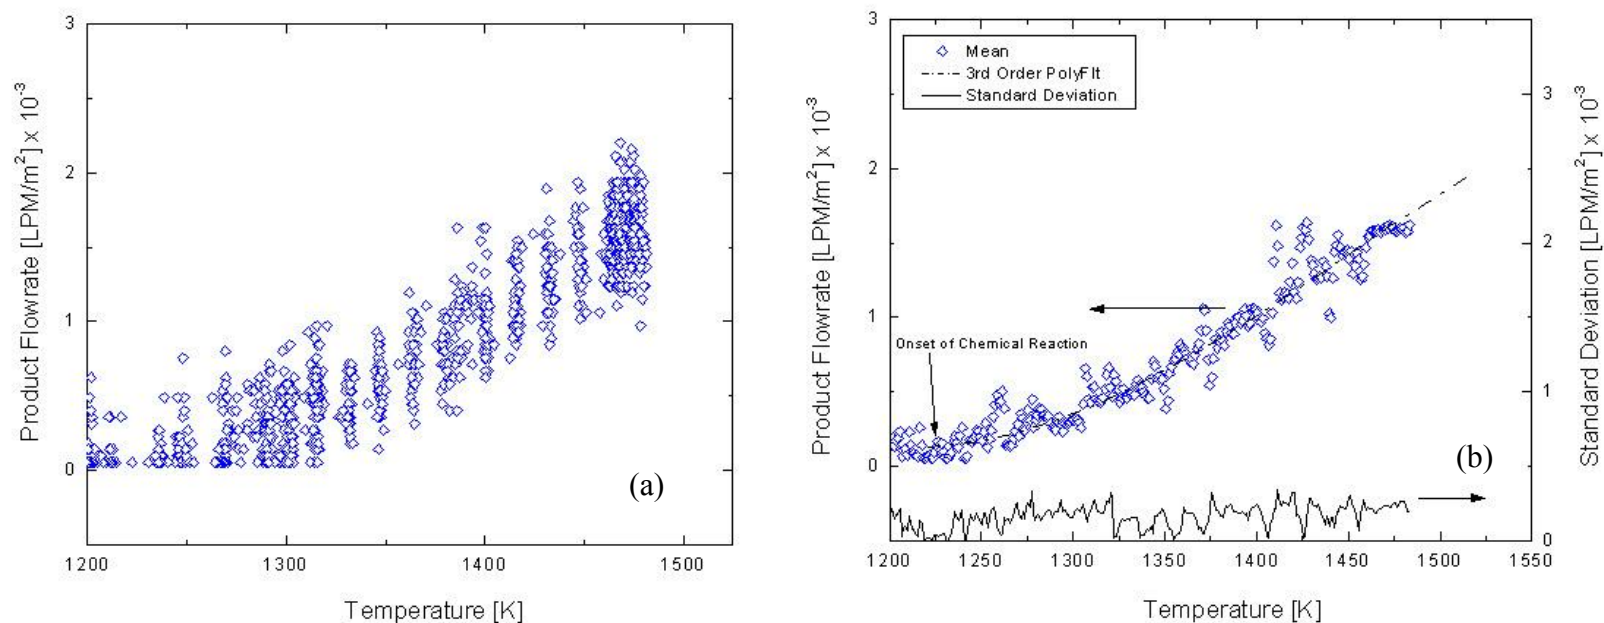 3
2
1
0
Product Flowrate [LPM/m²] x 10⁻³
1200
1300
1400
1500
Temperature [K]
(a)
3
2
1
0
Product Flowrate [LPM/m²] x 10⁻³
Mean
3rd Order PolyFIt
Standard Deviation
Onset of Chemical Reaction
(b)
3
2
1
0
Standard Deviation [LPM/m²] x 10⁻³
1200
1250
1300
1350
1400
1450
1500
1550
Temperature [K]